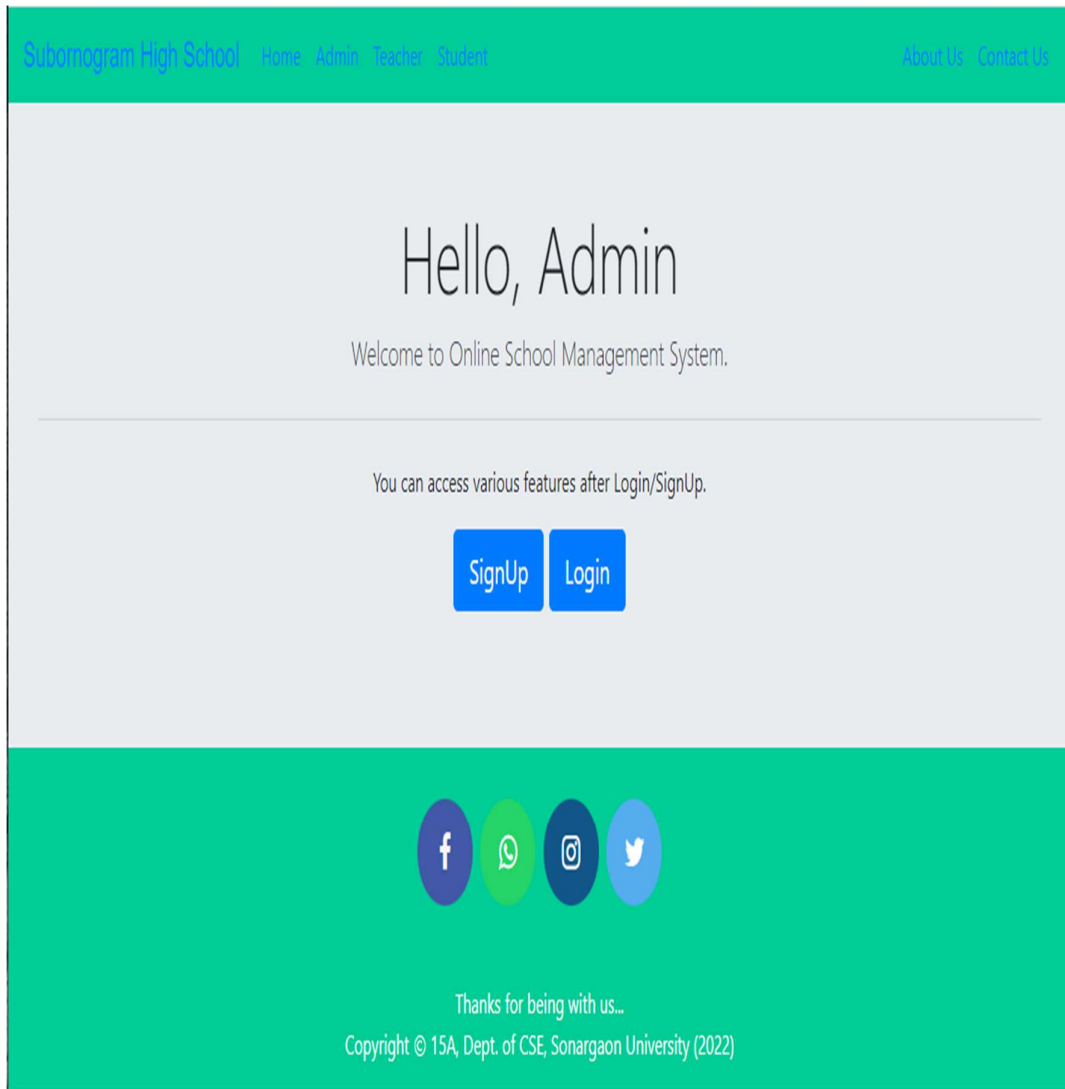 Subornogram High School Home Admin Teacher Student About Us Contact Us
Hello, Admin
Welcome to Online School Management System.
You can access various features after Login/SignUp.
SignUp Login
Thanks for being with us...
Copyright © 15A, Dept. of CSE, Sonargaon University (2022)